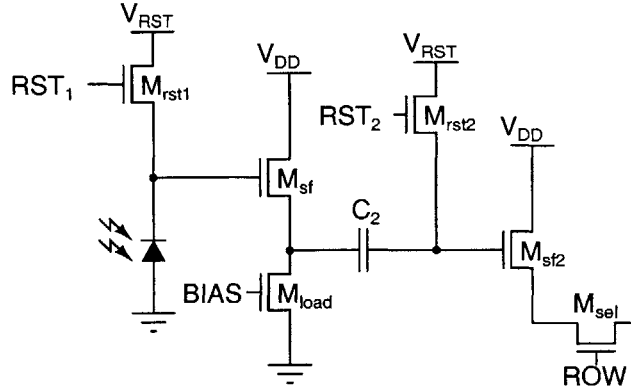 V_RST
RST_1
M_rst1
V_DD
M_sf
BIAS
M_load
C_2
V_RST
RST_2
M_rst2
V_DD
M_sf2
M_sel
ROW